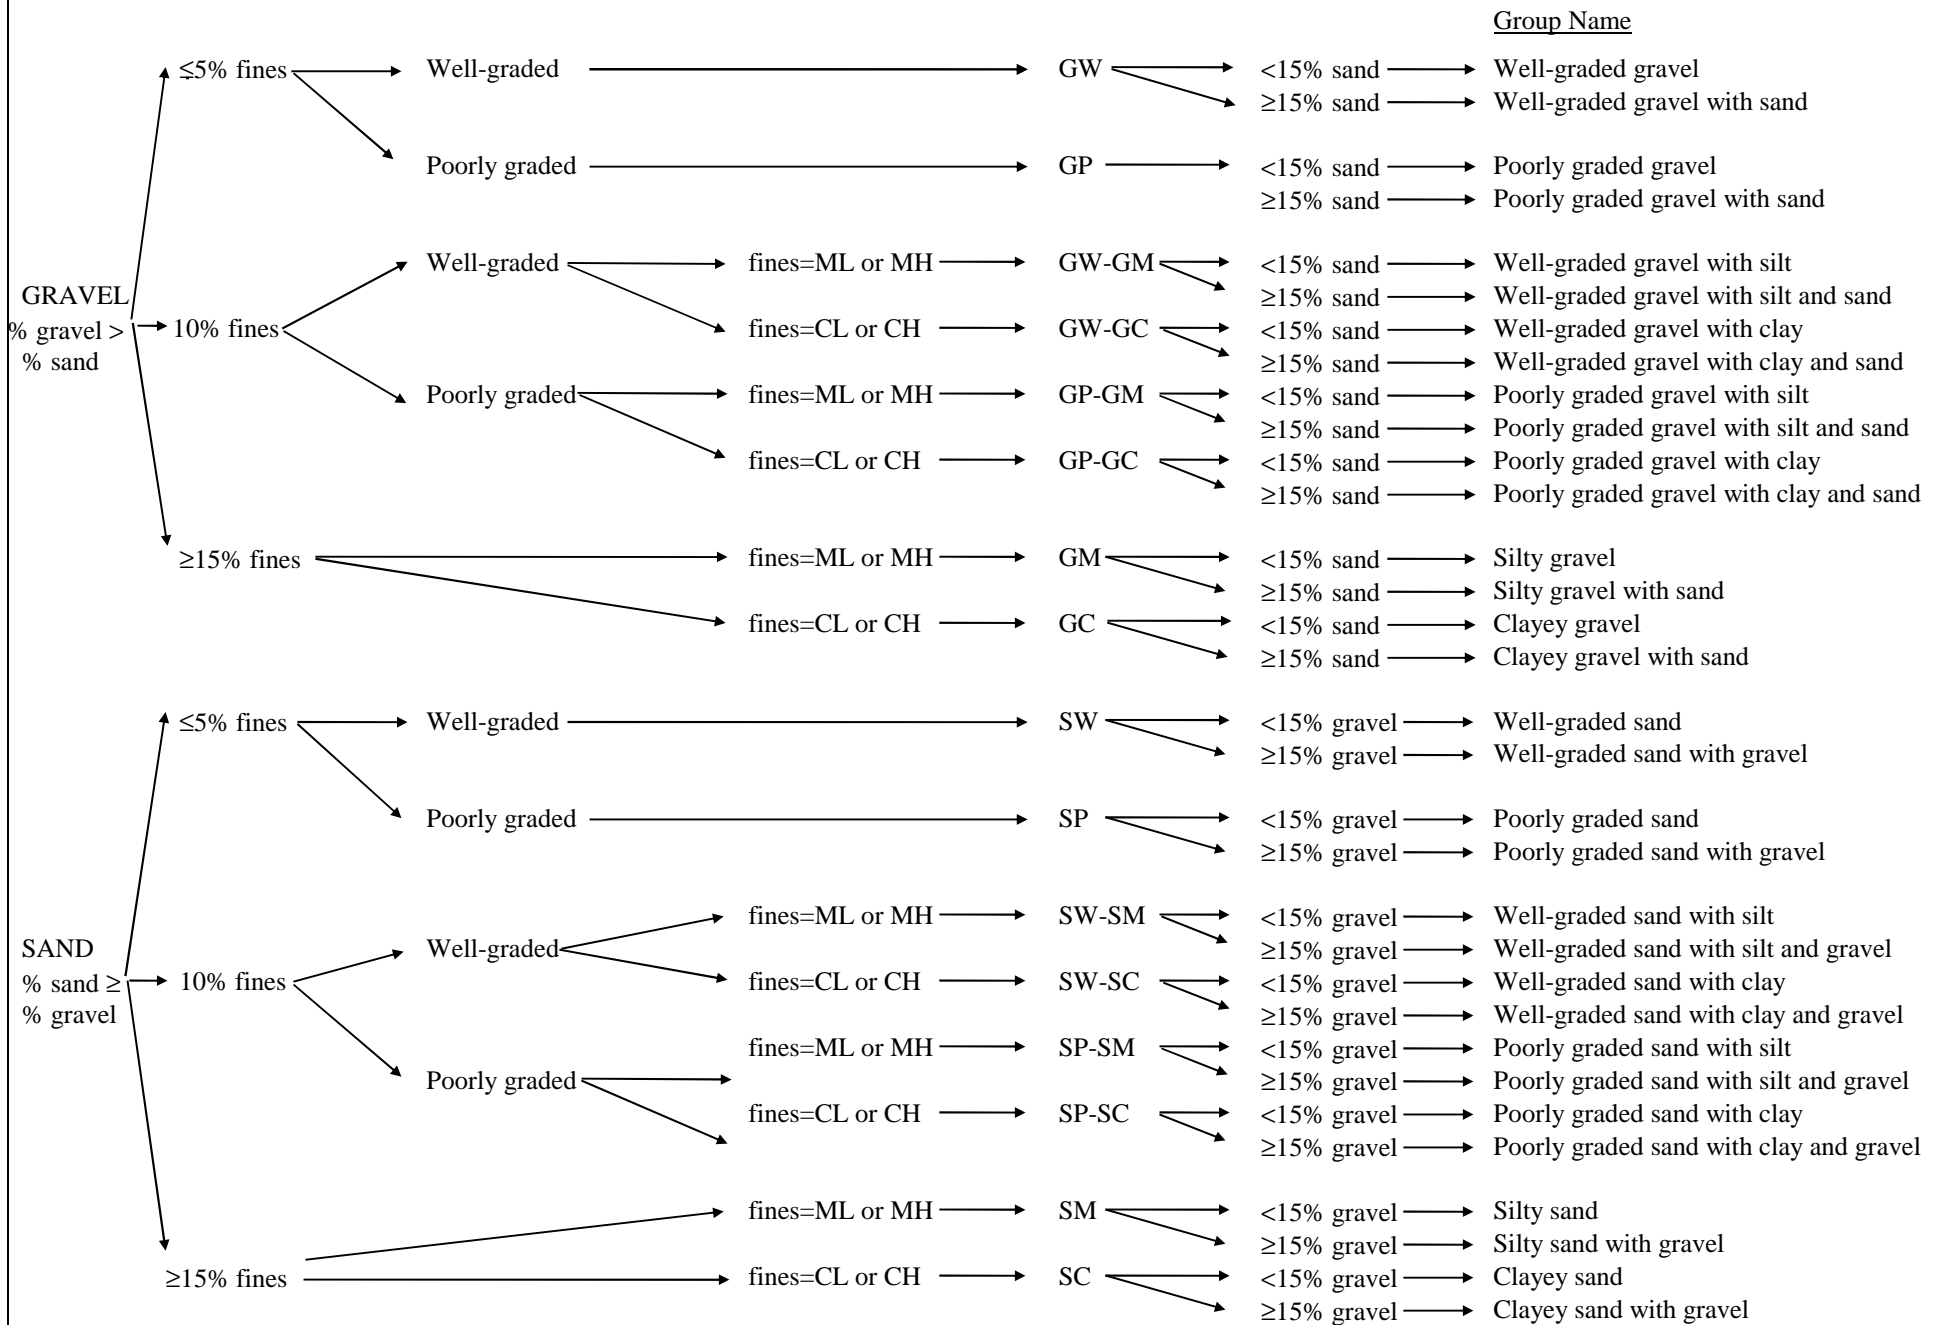 Group Name
≤5% fines Well-graded GW <15% sand Well-graded gravel
≥15% sand Well-graded gravel with sand
Poorly graded GP <15% sand Poorly graded gravel
≥15% sand Poorly graded gravel with sand
Well-graded fines=ML or MH GW-GM <15% sand Well-graded gravel with silt
GRAVEL ≥15% sand Well-graded gravel with silt and sand
% gravel > 10% fines fines=CL or CH GW-GC <15% sand Well-graded gravel with clay
% sand ≥15% sand Well-graded gravel with clay and sand
Poorly graded fines=ML or MH GP-GM <15% sand Poorly graded gravel with silt
≥15% sand Poorly graded gravel with silt and sand
fines=CL or CH GP-GC <15% sand Poorly graded gravel with clay
≥15% sand Poorly graded gravel with clay and sand
≥15% fines fines=ML or MH GM <15% sand Silty gravel
≥15% sand Silty gravel with sand
fines=CL or CH GC <15% sand Clayey gravel
≥15% sand Clayey gravel with sand
≤5% fines Well-graded SW <15% gravel Well-graded sand
≥15% gravel Well-graded sand with gravel
Poorly graded SP <15% gravel Poorly graded sand
≥15% gravel Poorly graded sand with gravel
fines=ML or MH SW-SM <15% gravel Well-graded sand with silt
SAND Well-graded ≥15% gravel Well-graded sand with silt and gravel
% sand ≥ 10% fines fines=CL or CH SW-SC <15% gravel Well-graded sand with clay
% gravel ≥15% gravel Well-graded sand with clay and gravel
fines=ML or MH SP-SM <15% gravel Poorly graded sand with silt
Poorly graded ≥15% gravel Poorly graded sand with silt and gravel
fines=CL or CH SP-SC <15% gravel Poorly graded sand with clay
≥15% gravel Poorly graded sand with clay and gravel
fines=ML or MH SM <15% gravel Silty sand
≥15% gravel Silty sand with gravel
≥15% fines fines=CL or CH SC <15% gravel Clayey sand
≥15% gravel Clayey sand with gravel